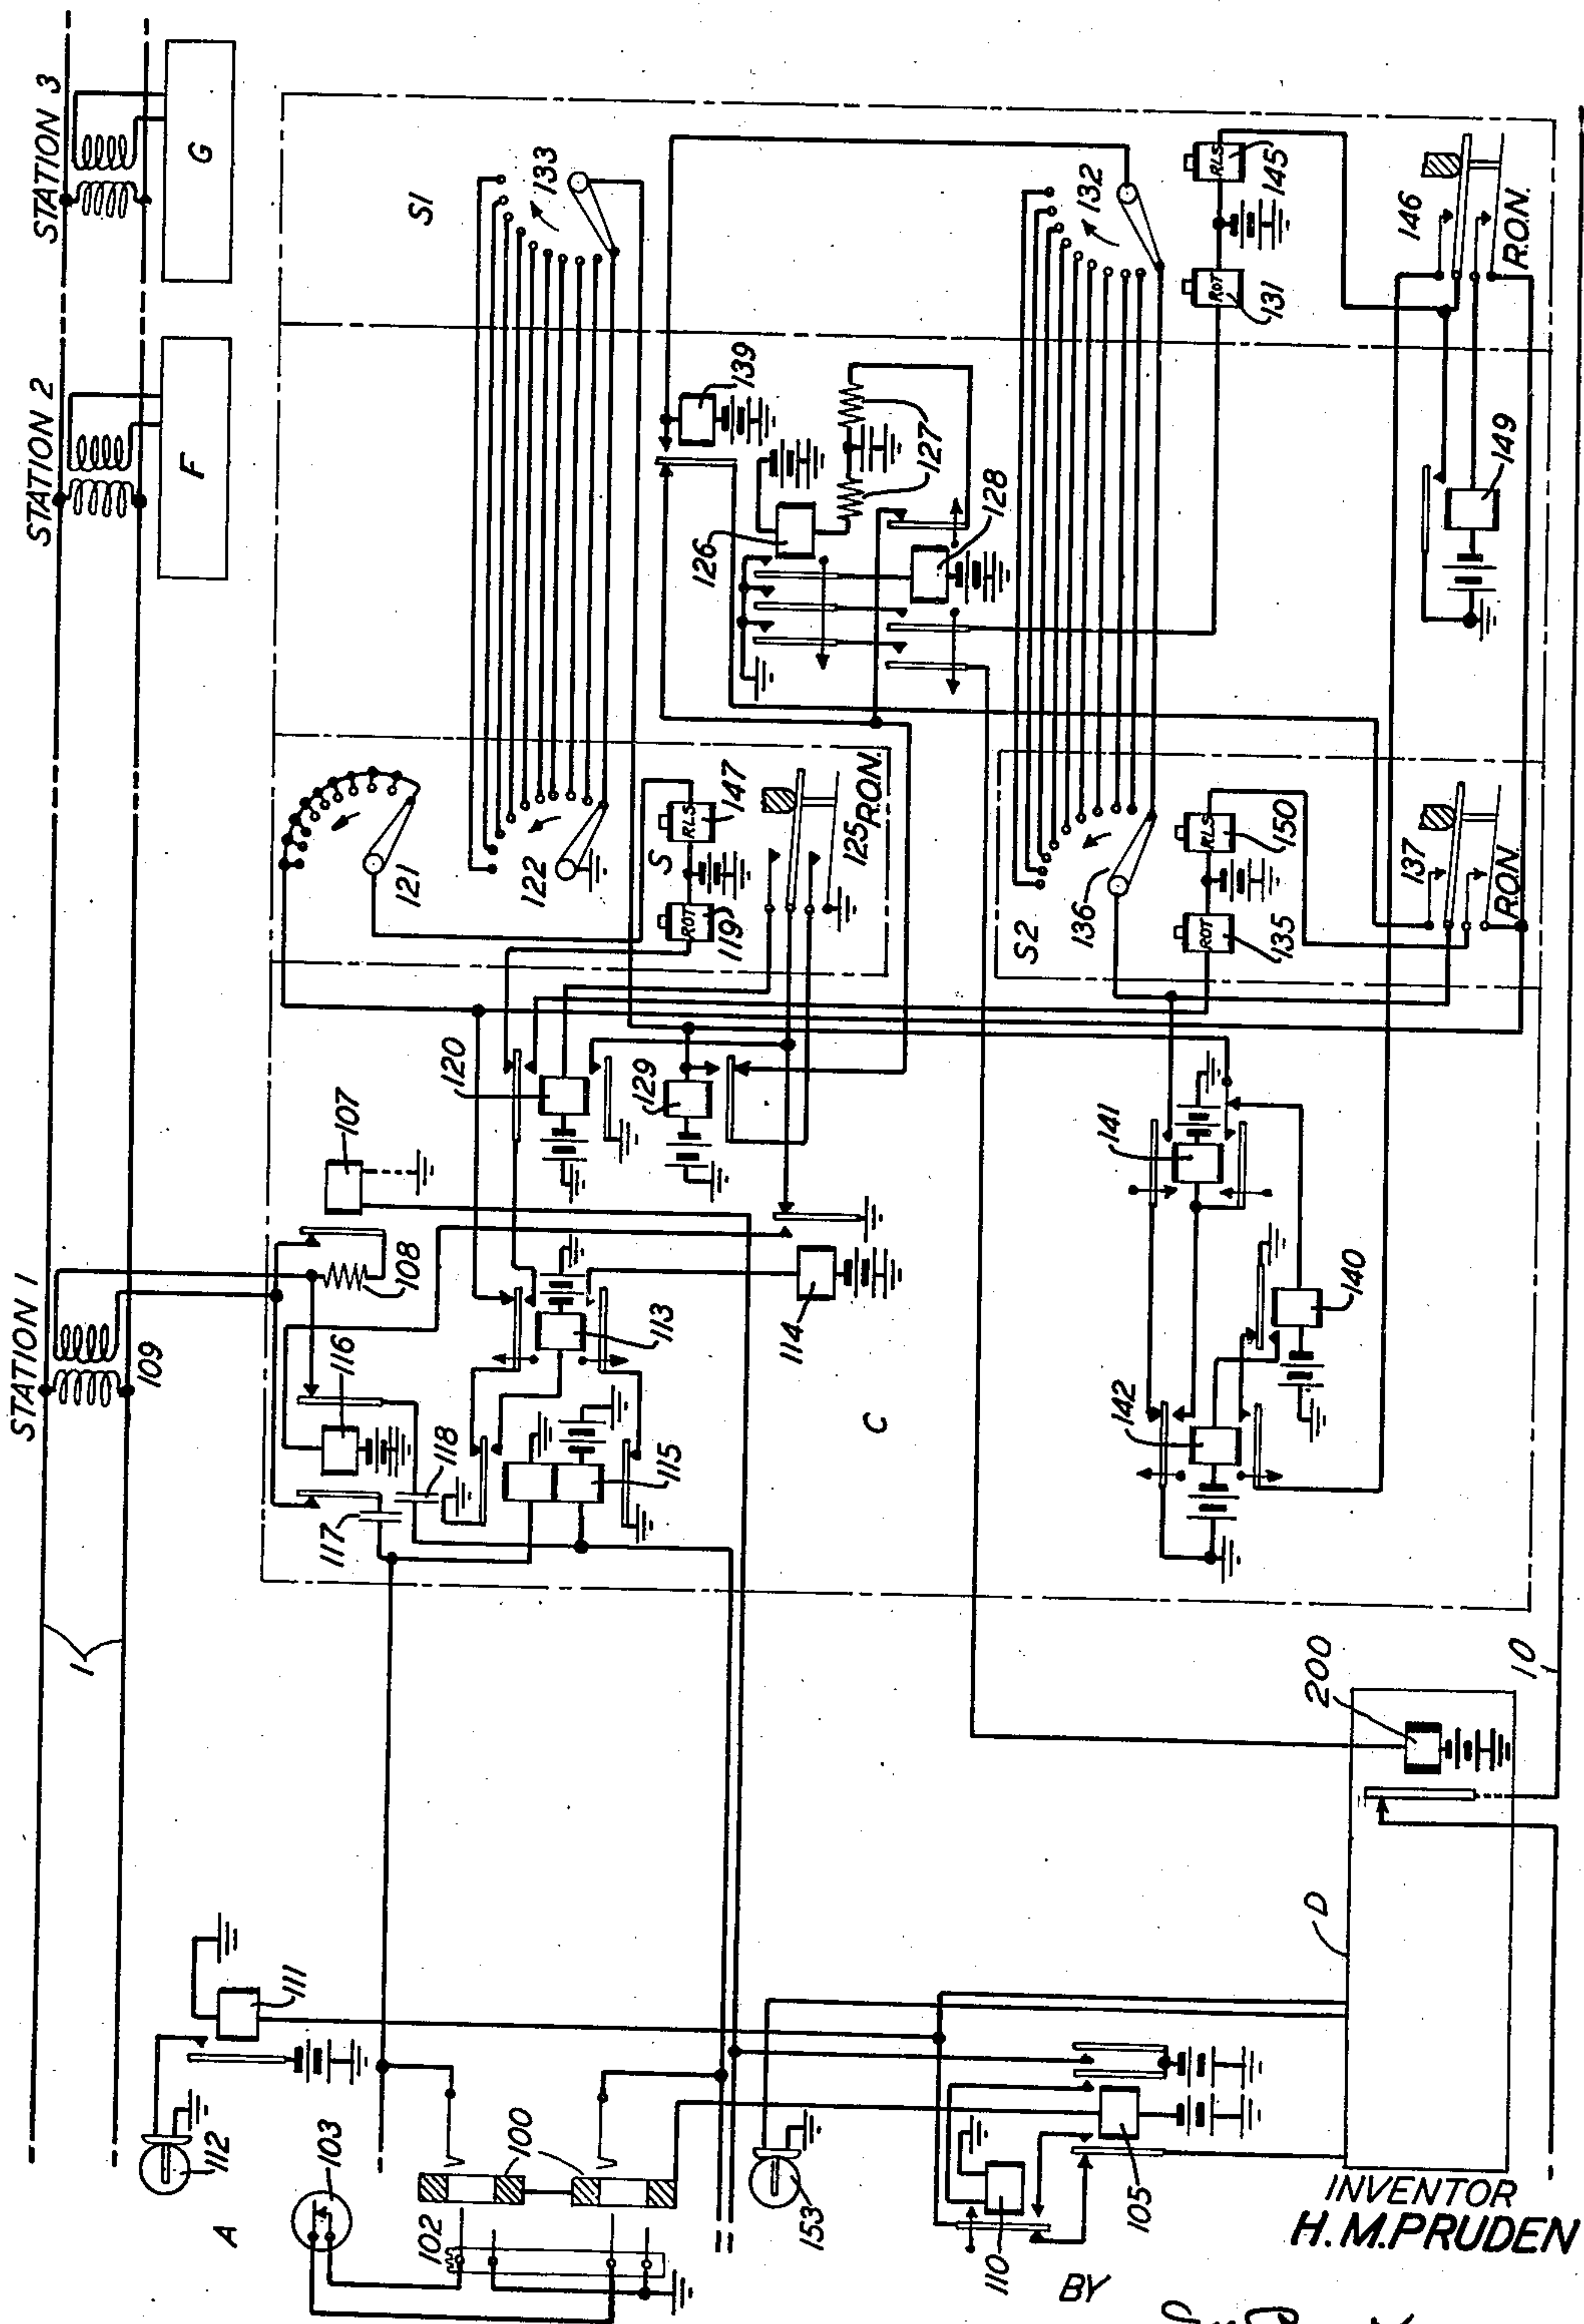 STATION 1
STATION 2
STATION 3
1
109
F
G
107
108
116
117
118
113
114
115
120
129
C
121
122
S
119
ROT
RLS
147
125
R.O.N.
S1
133
139
126
127
128
132
131
ROT
RLS
145
146
R.O.N.
149
S2
136
135
ROT
RLS
150
137
R.O.N.
141
142
140
111
112
103
A
102
100
153
110
105
D
200
10
INVENTOR
H. M. PRUDEN
BY